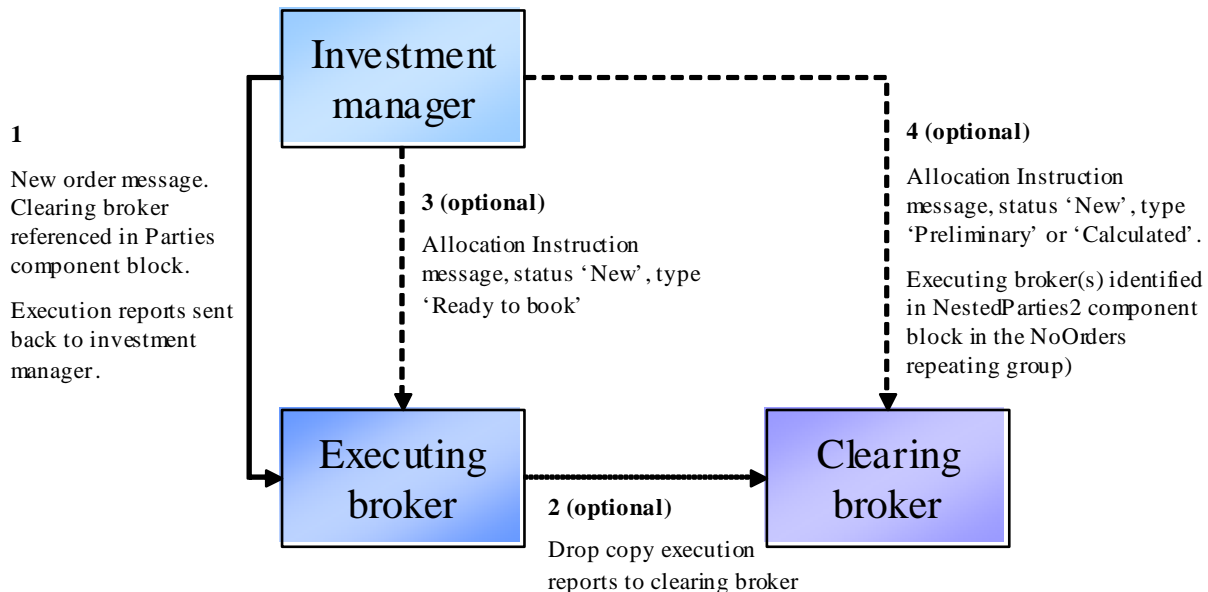 Investment
manager
1
New order message.
Clearing broker
referenced in Parties
component block.
Execution reports sent
back to investment
manager.
3 (optional)
Allocation Instruction
message, status ‘New’, type
‘Ready to book’
4 (optional)
Allocation Instruction
message, status ‘New’, type
‘Preliminary’ or ‘Calculated’.
Executing broker(s) identified
in NestedParties2 component
block in the NoOrders
repeating group)
Executing
broker
2 (optional)
Drop copy execution
reports to clearing broker
Clearing
broker